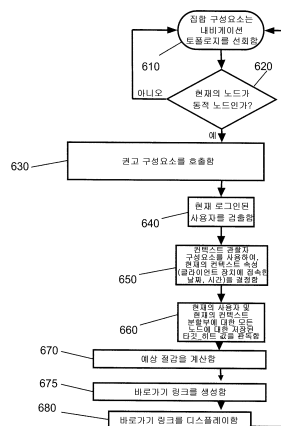 집합 구성요소는
내비게이션
토폴로지를 선회함
610
620
현재의 노드가
동적 노드인가?
아니오
예
630
권고 구성요소를 호출함
현재 로그인된
사용자를 검출함
640
컨텍스트 관찰자
구성요소를 사용하여,
현재의 컨텍스트 속성
(클라이언트 장치에 접속한
날짜, 시간)를 결정함
650
현재의 사용자 및
현재의 컨텍스트
분할부에 대한 모든
노드에 대한 저장된
타깃_히트 값을 판독함
660
670
예상 절감을 계산함
675
바로가기 링크를 생성함
680
바로가기 링크를 디스플레이함